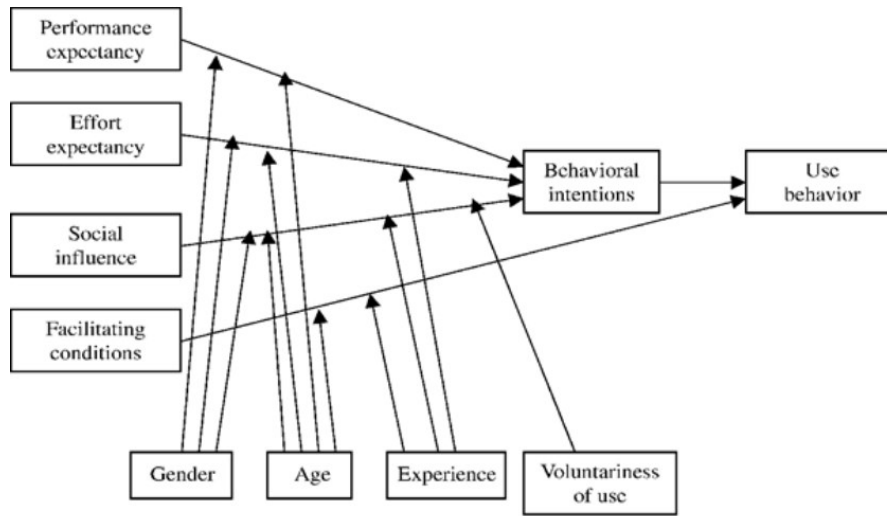 Performance
expectancy
Effort
expectancy
Social
influence
Facilitating
conditions
Behavioral
intentions
Use
behavior
Gender
Age
Experience
Voluntariness
of use